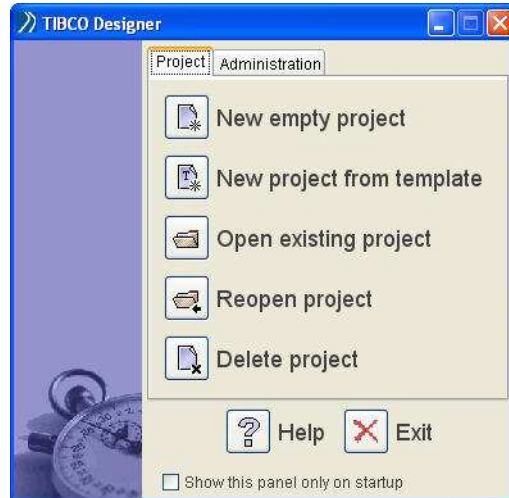 TIBCO Designer
Project Administration
New empty project
New project from template
Open existing project
Reopen project
Delete project
Help Exit
Show this panel only on startup